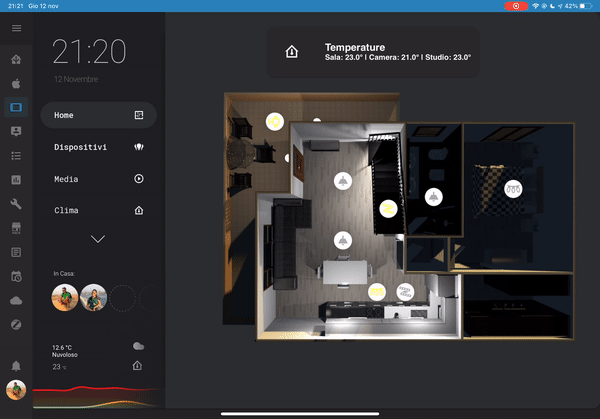 21:21 Gio 12 nov
42%
21:20
12 Novembre
Home
Dispositivi
Media
Clima
In Casa:
12.6 °C
Nuvoloso
23 °C
Temperature
Sala: 23.0° | Camera: 21.0° | Studio: 23.0°